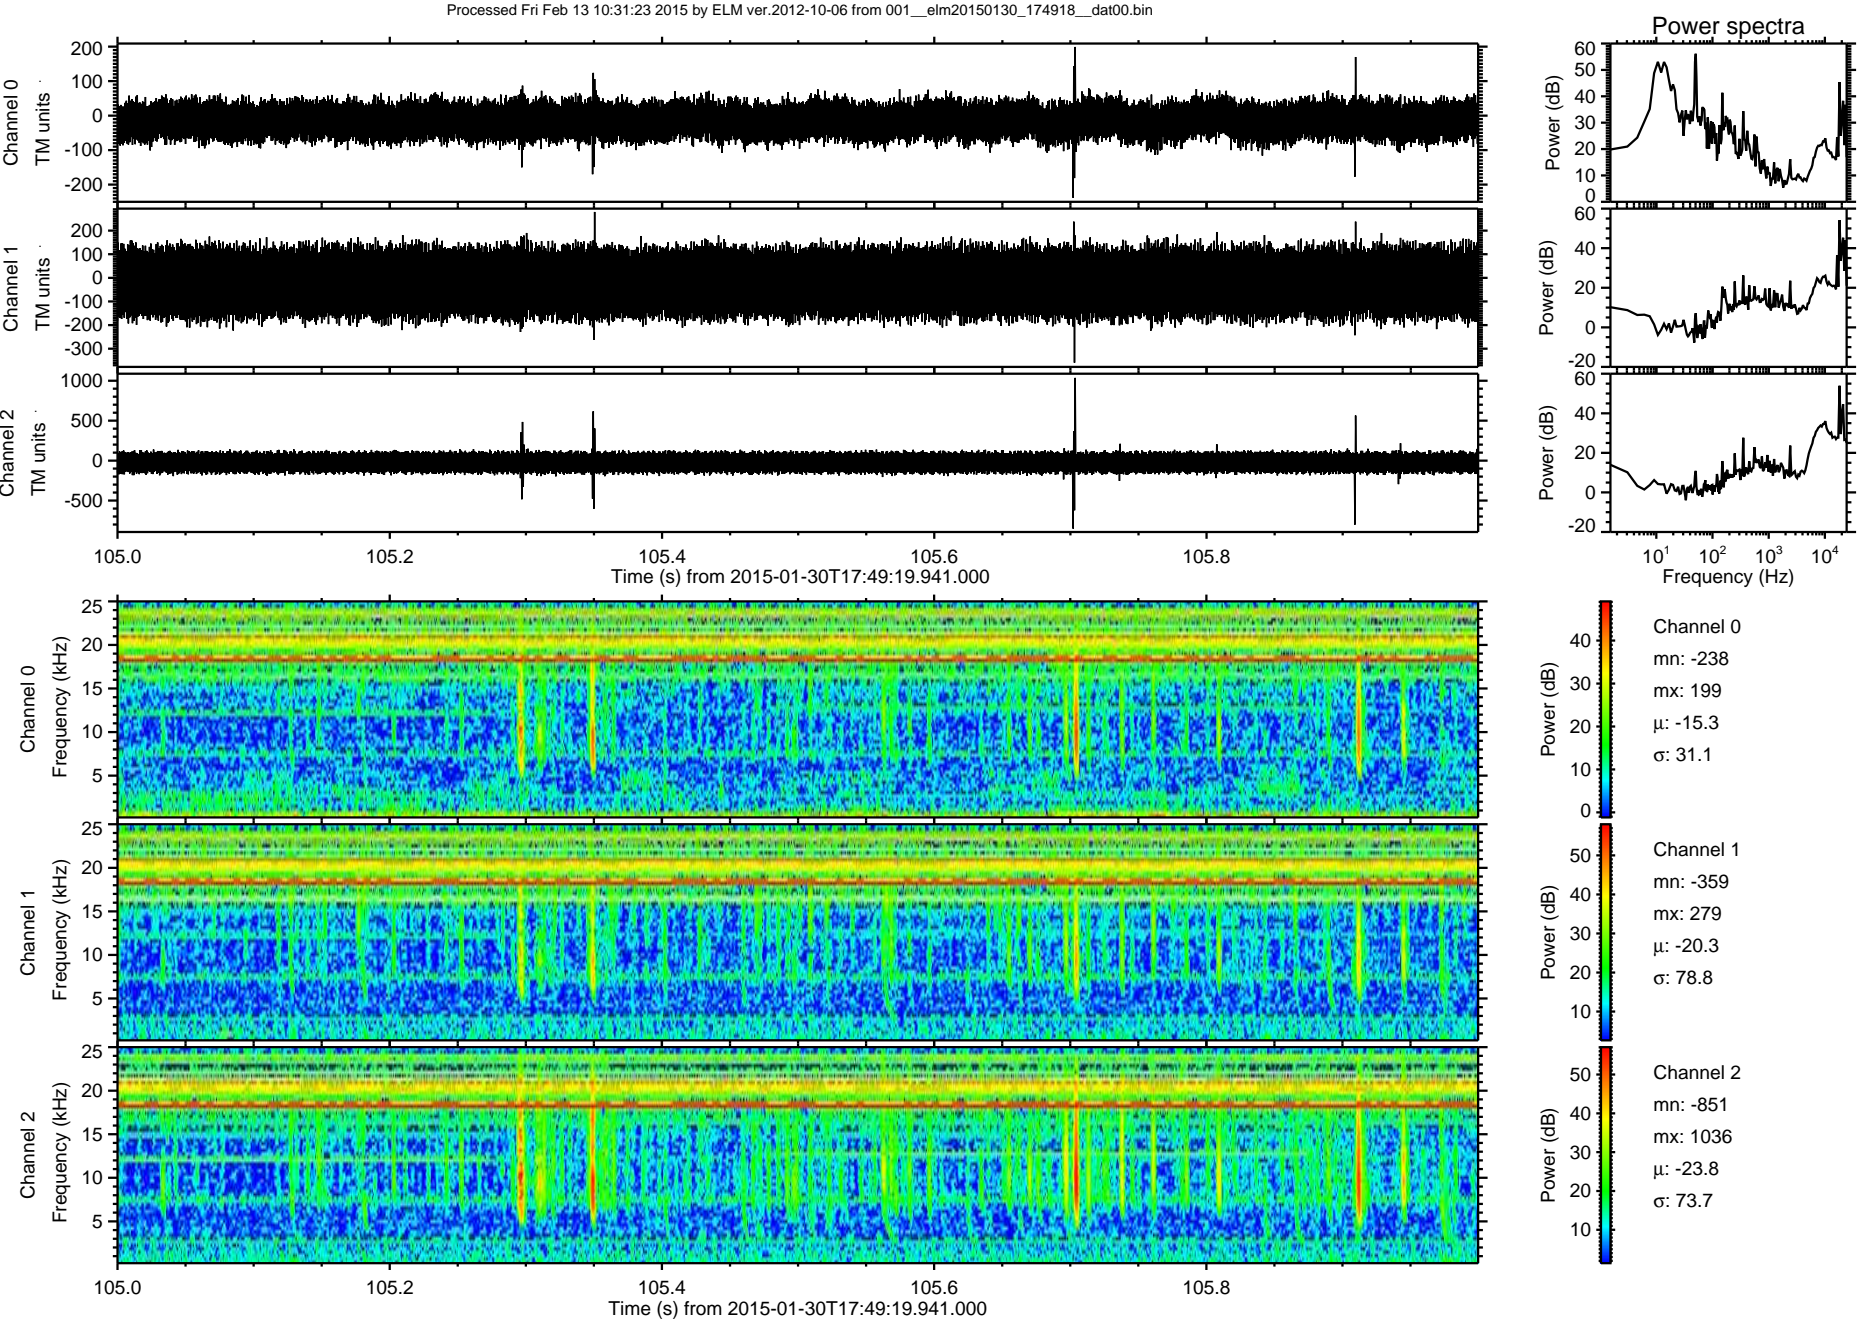 Processed Fri Feb 13 10:31:23 2015 by ELM ver.2012-10-06 from 001__elm20150130_174918__dat00.bin
Power spectra
Channel 0
TM units
200
100
0
-100
-200
Power (dB)
60
50
40
30
20
10
0
Channel 1
TM units
200
100
0
-100
-200
-300
Power (dB)
60
40
20
0
-20
Channel 2
TM units
1000
500
0
-500
Power (dB)
60
40
20
0
-20
105.0 105.2 105.4 105.6 105.8
Time (s) from 2015-01-30T17:49:19.941.000
10^1 10^2 10^3 10^4
Frequency (Hz)
Channel 0
Frequency (kHz)
25
20
15
10
5
Power (dB)
40
30
20
10
0
Channel 0
mn: -238
mx: 199
μ: -15.3
σ: 31.1
Channel 1
Frequency (kHz)
25
20
15
10
5
Power (dB)
50
40
30
20
10
Channel 1
mn: -359
mx: 279
μ: -20.3
σ: 78.8
Channel 2
Frequency (kHz)
25
20
15
10
5
Power (dB)
50
40
30
20
10
Channel 2
mn: -851
mx: 1036
μ: -23.8
σ: 73.7
105.0 105.2 105.4 105.6 105.8
Time (s) from 2015-01-30T17:49:19.941.000